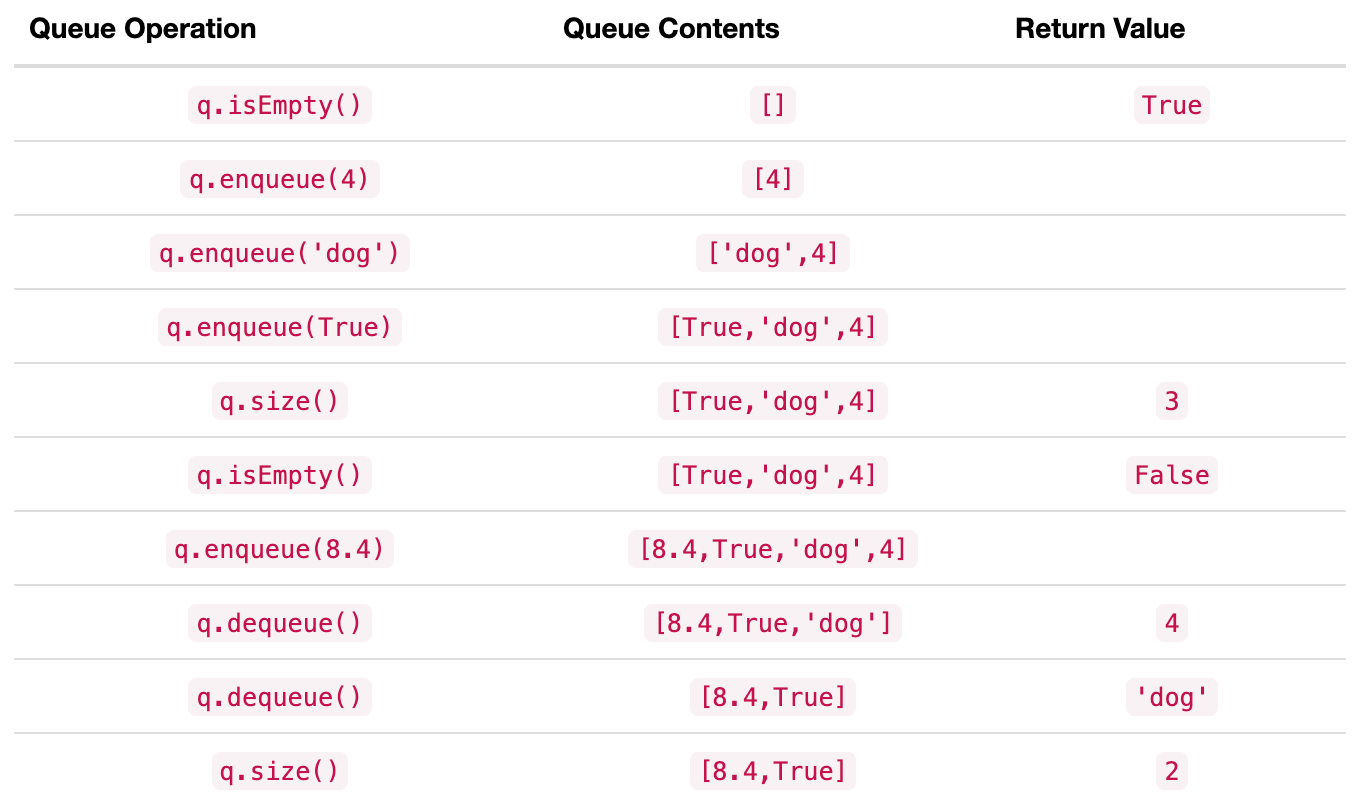 Queue Operation Queue Contents Return Value
q.isEmpty() [] True
q.enqueue(4) [4]
q.enqueue('dog') ['dog',4]
q.enqueue(True) [True,'dog',4]
q.size() [True,'dog',4] 3
q.isEmpty() [True,'dog',4] False
q.enqueue(8.4) [8.4,True,'dog',4]
q.dequeue() [8.4,True,'dog'] 4
q.dequeue() [8.4,True] 'dog'
q.size() [8.4,True] 2